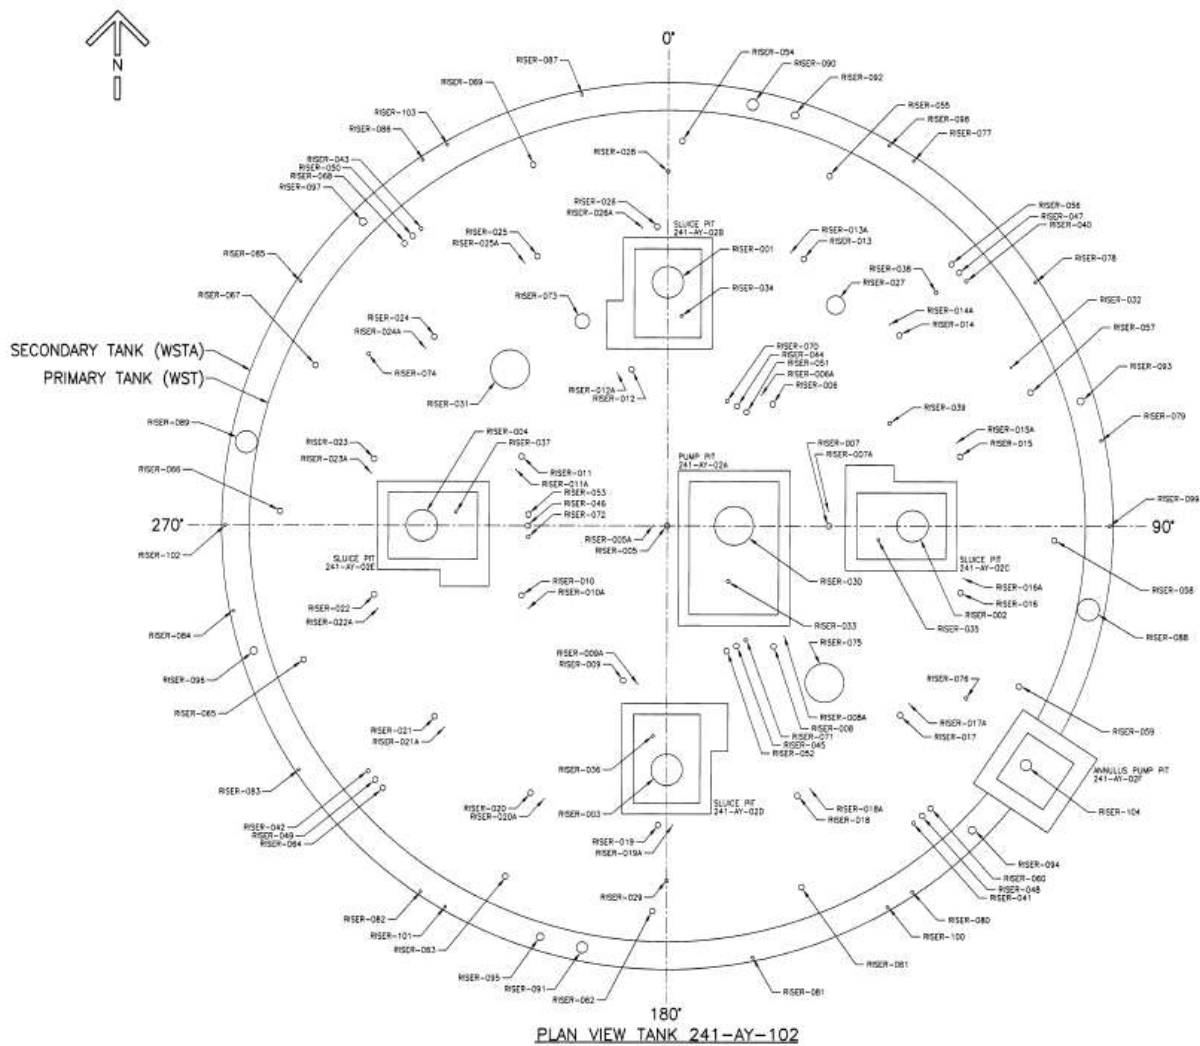 0°
RISER-054
RISER-090
RISER-087
RISER-092
N
RISER-069
RISER-055
RISER-103
RISER-098
RISER-086
RISER-077
RISER-028
RISER-043
RISER-050
RISER-068
RISER-097
RISER-026
RISER-026A
RISER-056
RISER-047
RISER-040
SLUICE PIT
241-AY-02B
RISER-025
RISER-025A
RISER-013A
RISER-013
RISER-001
RISER-085
RISER-078
RISER-038
RISER-027
RISER-034
RISER-067
RISER-073
RISER-032
RISER-014A
RISER-014
RISER-024
RISER-024A
RISER-057
SECONDARY TANK (WSTA)
PRIMARY TANK (WST)
RISER-070
RISER-044
RISER-051
RISER-006A
RISER-006
RISER-074
RISER-093
RISER-012A
RISER-012
RISER-031
RISER-079
RISER-089
RISER-004
RISER-037
RISER-039
RISER-015A
RISER-015
RISER-023
RISER-023A
RISER-007
RISER-007A
RISER-066
PUMP PIT
241-AY-02A
RISER-011
RISER-011A
RISER-053
RISER-046
RISER-072
RISER-099
270°
90°
RISER-005A
RISER-005
RISER-102
SLUICE PIT
241-AY-02E
SLUICE PIT
241-AY-02C
RISER-010
RISER-010A
RISER-030
RISER-016A
RISER-016
RISER-002
RISER-058
RISER-022
RISER-022A
RISER-033
RISER-035
RISER-084
RISER-075
RISER-088
RISER-009A
RISER-009
RISER-096
RISER-076
RISER-065
RISER-008A
RISER-008
RISER-071
RISER-045
RISER-052
RISER-017A
RISER-017
RISER-059
RISER-021
RISER-021A
RISER-036
ANNULUS PUMP PIT
241-AY-02F
RISER-083
RISER-020
RISER-020A
RISER-003
SLUICE PIT
241-AY-02D
RISER-018A
RISER-018
RISER-104
RISER-042
RISER-049
RISER-064
RISER-019
RISER-019A
RISER-094
RISER-060
RISER-048
RISER-041
RISER-029
RISER-082
RISER-101
RISER-063
RISER-080
RISER-100
RISER-095
RISER-091
RISER-062
RISER-061
RISER-081
180°
PLAN VIEW TANK 241-AY-102